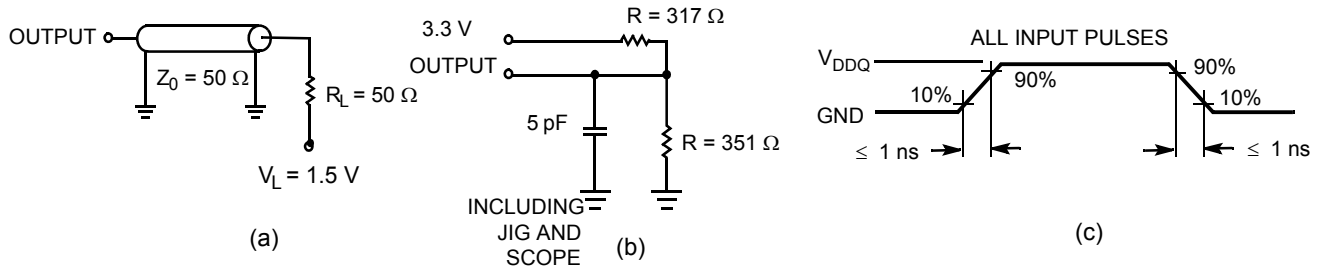 OUTPUT
Z0 = 50 Ω
RL = 50 Ω
VL = 1.5 V
(a)
3.3 V
R = 317 Ω
OUTPUT
5 pF
R = 351 Ω
INCLUDING
JIG AND
SCOPE
(b)
ALL INPUT PULSES
VDDQ
GND
10%
90%
90%
10%
≤ 1 ns
≤ 1 ns
(c)